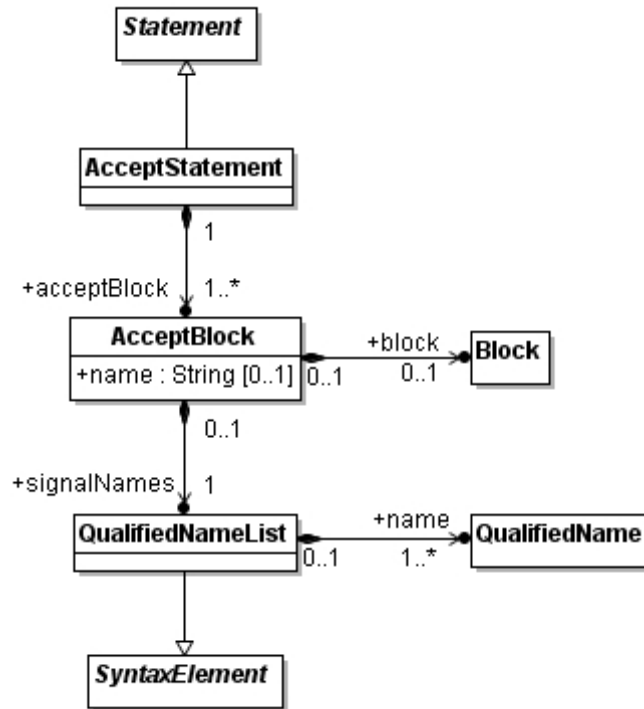 Statement
AcceptStatement
1
+acceptBlock
1..*
AcceptBlock
+name : String [0..1]
+block
0..1
0..1
Block
0..1
+signalNames
1
QualifiedNameList
+name
0..1
1..*
QualifiedName
SyntaxElement